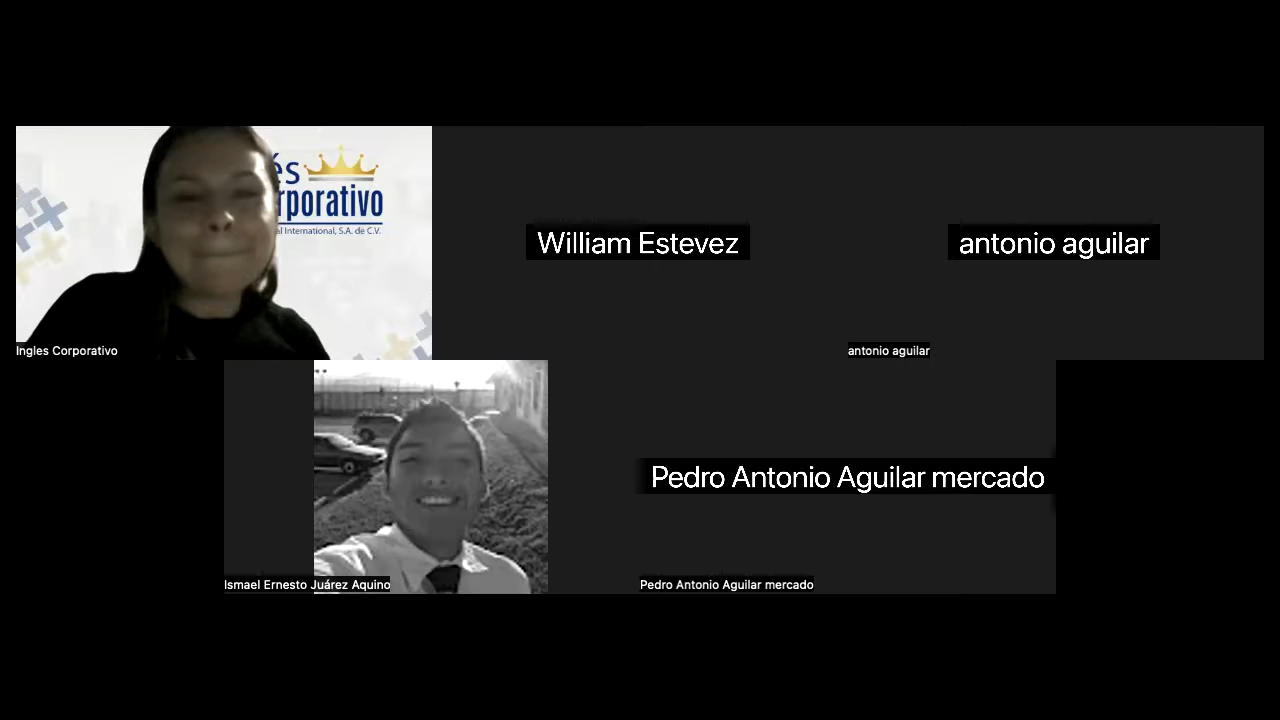 és
rporativo
al International, S.A. de C.V.
Ingles Corporativo
William Estevez
antonio aguilar
antonio aguilar
Ismael Ernesto Juárez Aquino
Pedro Antonio Aguilar mercado
Pedro Antonio Aguilar mercado